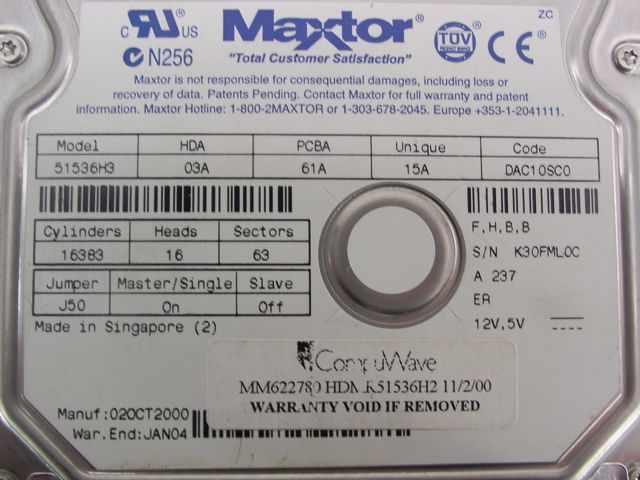 ZC
c RU US
Maxtor
TÜV
CE
N256
"Total Customer Satisfaction"
Maxtor is not responsible for consequential damages, including loss or
recovery of data. Patents Pending. Contact Maxtor for full warranty and patent
information. Maxtor Hotline: 1-800-2MAXTOR or 1-303-678-2045. Europe +353-1-2041111.
Model HDA PCBA Unique Code
51536H3 03A 61A 15A DAC10SC0
Cylinders Heads Sectors
16383 16 63
F,H,B,B
S/N K30FML0C
A 237
ER
12V,5V
Jumper Master/Single Slave
J50 On Off
Made in Singapore (2)
CompuWave
MM622780 51536H2 11/2/00
WARRANTY VOID IF REMOVED
Manuf:02OCT2000
War.End:JAN04